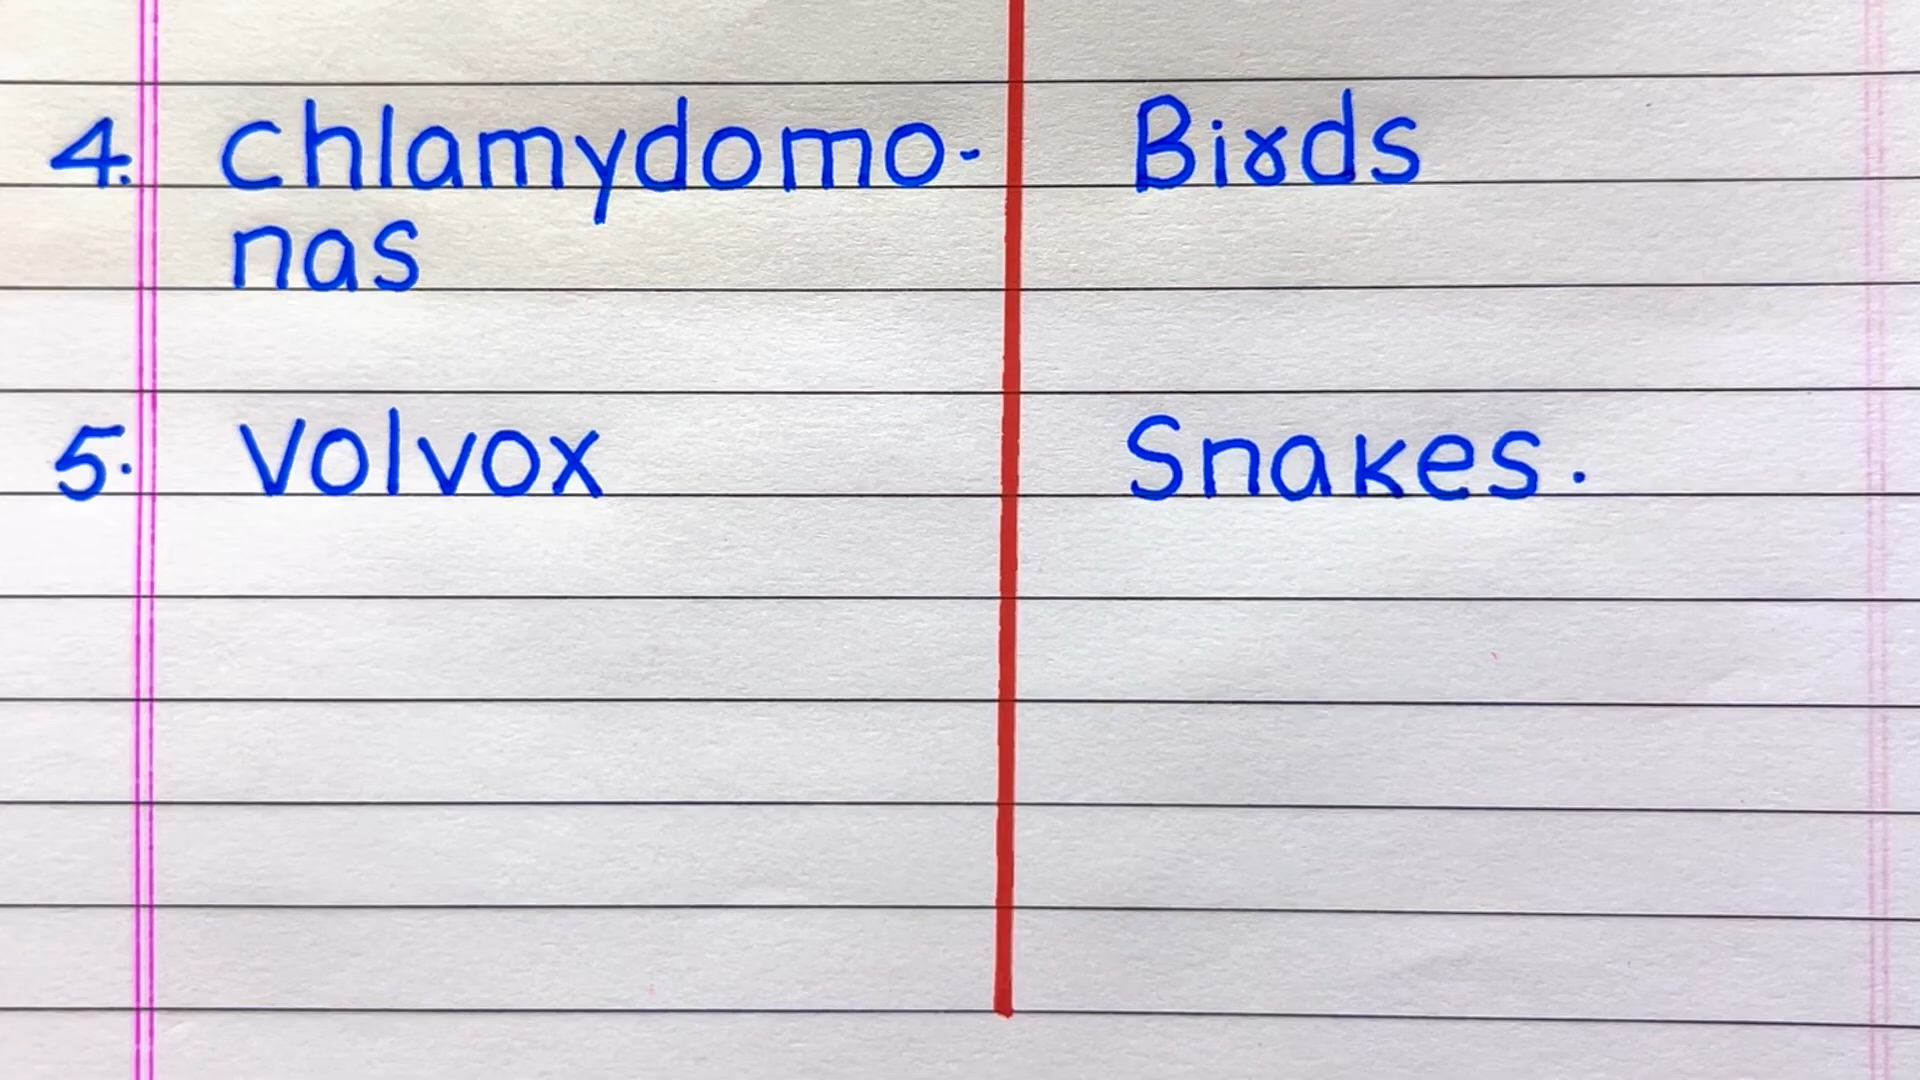 4. chlamydomo- Birds
nas
5. Volvox Snakes.